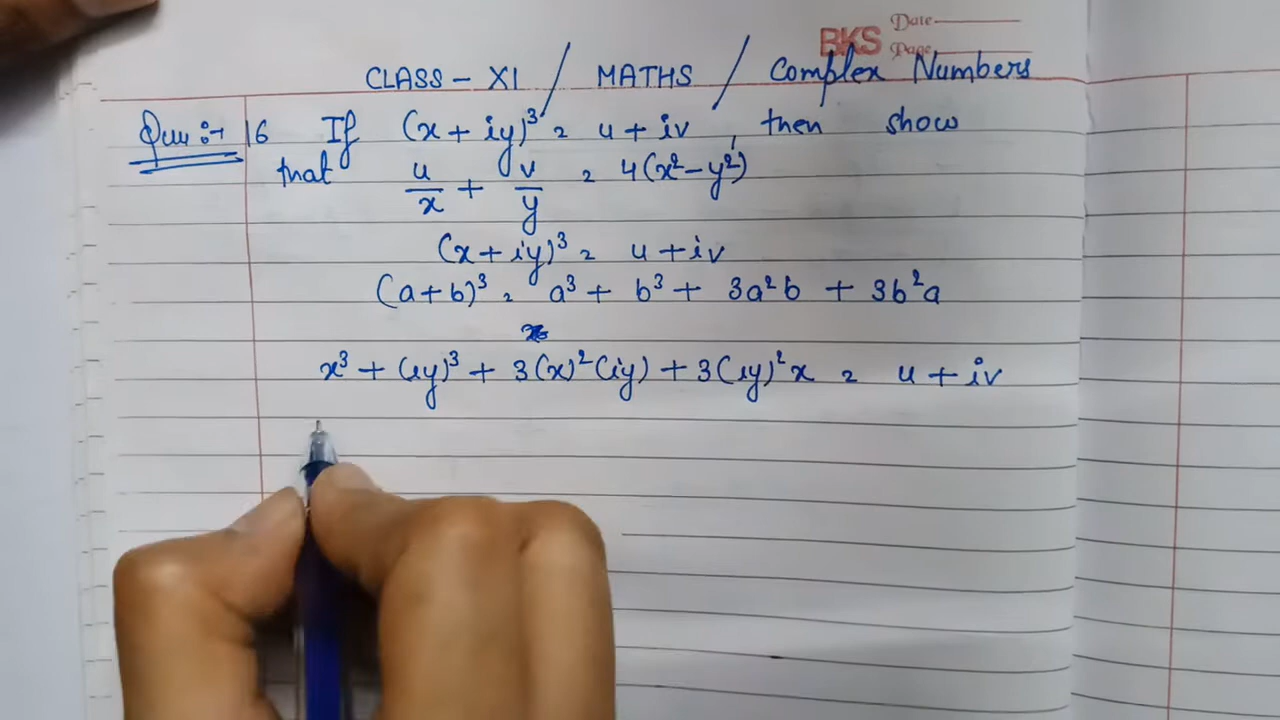 BKS Date
Page
CLASS - XI / MATHS / Complex Numbers
Ques:- 16 If (x + iy)³ = u + iv, then show
that u/x + v/y = 4(x² - y²)
(x + iy)³ = u + iv
(a + b)³ = a³ + b³ + 3a²b + 3b²a
x³ + (iy)³ + 3(x)²(iy) + 3(iy)²x = u + iv